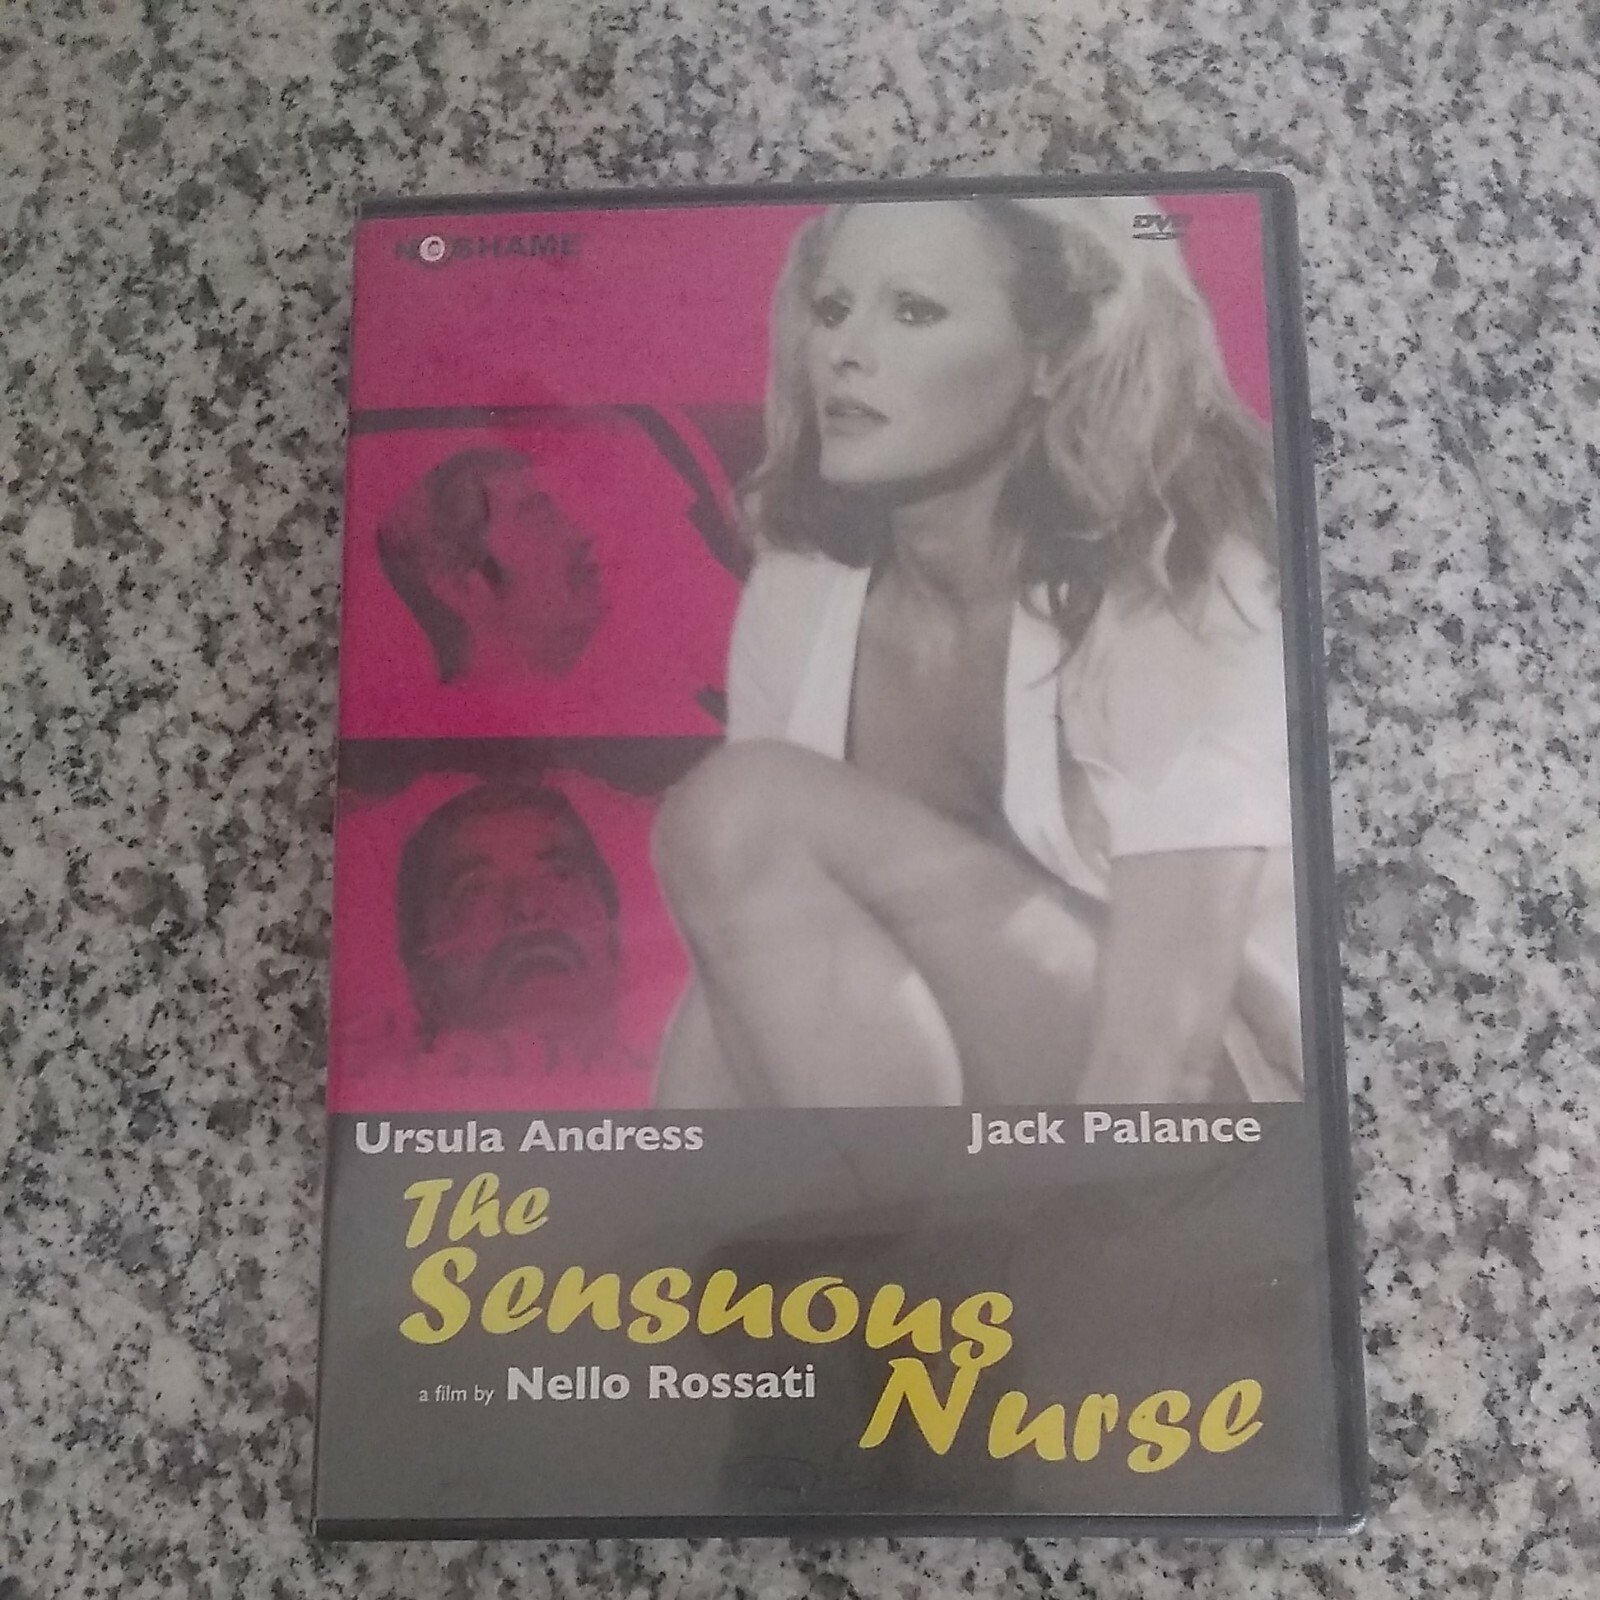 NOSHAME
DVD
Ursula Andress
Jack Palance
The
Sensuous
Nurse
a film by Nello Rossati